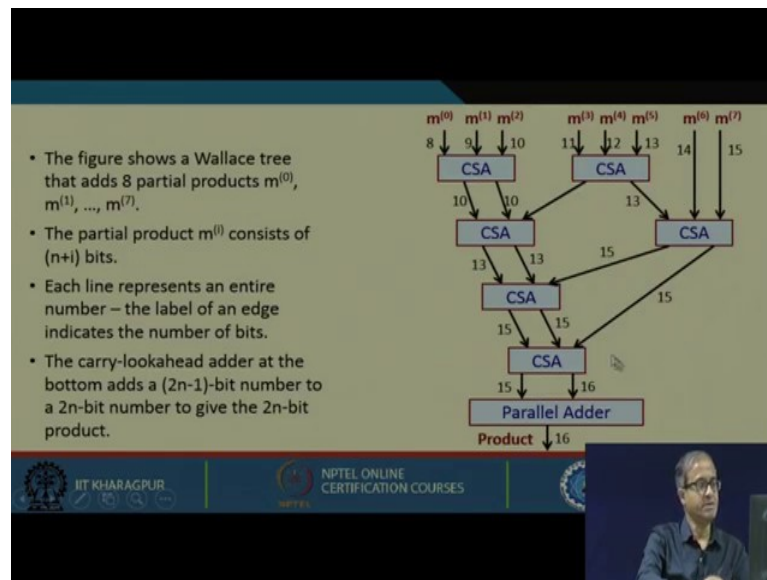 • The figure shows a Wallace tree
that adds 8 partial products m(0),
m(1), ..., m(7).
• The partial product m(i) consists of
(n+i) bits.
• Each line represents an entire
number – the label of an edge
indicates the number of bits.
• The carry-lookahead adder at the
bottom adds a (2n-1)-bit number to
a 2n-bit number to give the 2n-bit
product.
m(0) m(1) m(2) m(3) m(4) m(5) m(6) m(7)
8 9 10 11 12 13 14 15
CSA CSA
10 10 13
CSA CSA
13 13 15
CSA
15 15 15
CSA
15 16
Parallel Adder
Product 16
IIT KHARAGPUR
NPTEL ONLINE
CERTIFICATION COURSES
NPTEL